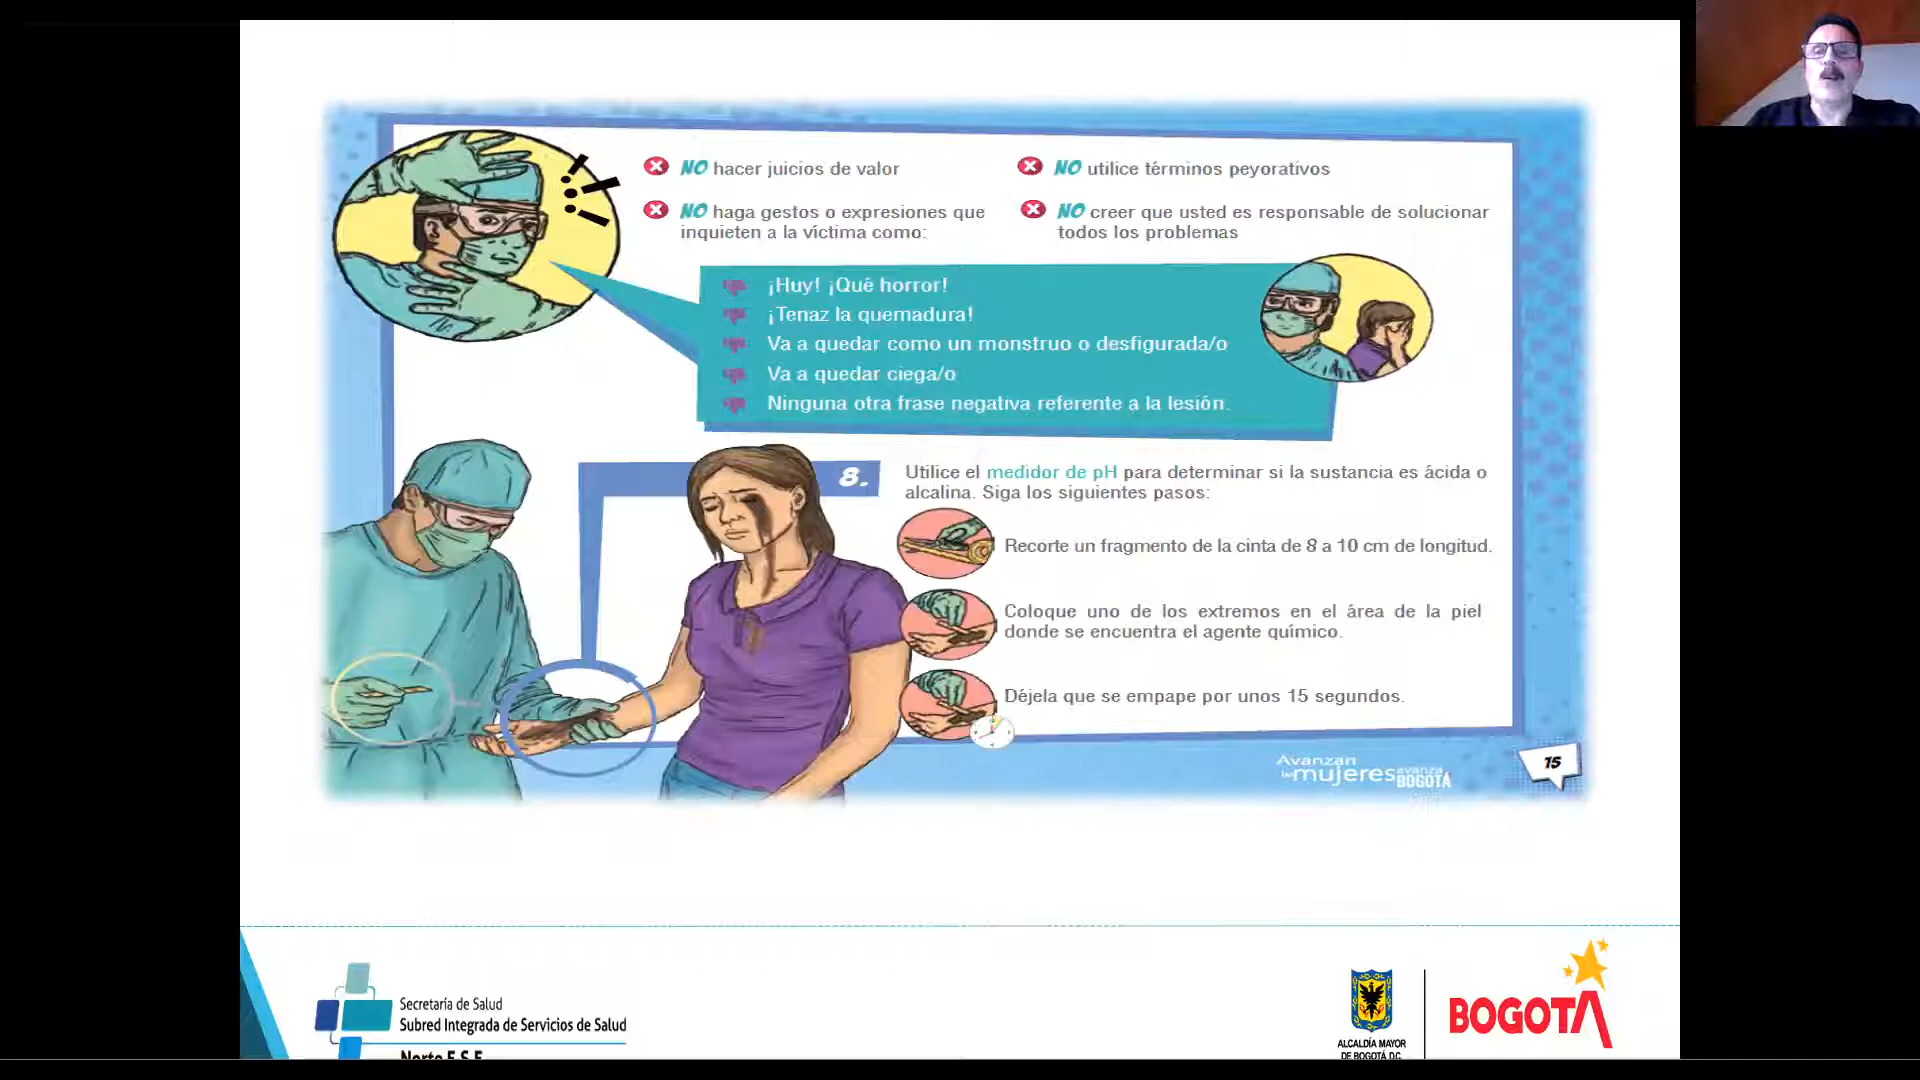 NO hacer juicios de valor
NO utilice términos peyorativos
NO haga gestos o expresiones que
inquieten a la víctima como:
NO creer que usted es responsable de solucionar
todos los problemas
¡Huy! ¡Qué horror!
¡Tenaz la quemadura!
Va a quedar como un monstruo o desfigurada/o
Va a quedar ciega/o
Ninguna otra frase negativa referente a la lesión.
8.
Utilice el medidor de pH para determinar si la sustancia es ácida o
alcalina. Siga los siguientes pasos:
Recorte un fragmento de la cinta de 8 a 10 cm de longitud.
Coloque uno de los extremos en el área de la piel
donde se encuentra el agente químico.
Déjela que se empape por unos 15 segundos.
Avanzan
las mujeres avanza
BOGOTÁ
15
Secretaría de Salud
Subred Integrada de Servicios de Salud
Norte E.S.E.
ALCALDÍA MAYOR
DE BOGOTÁ D.C.
BOGOTÁ